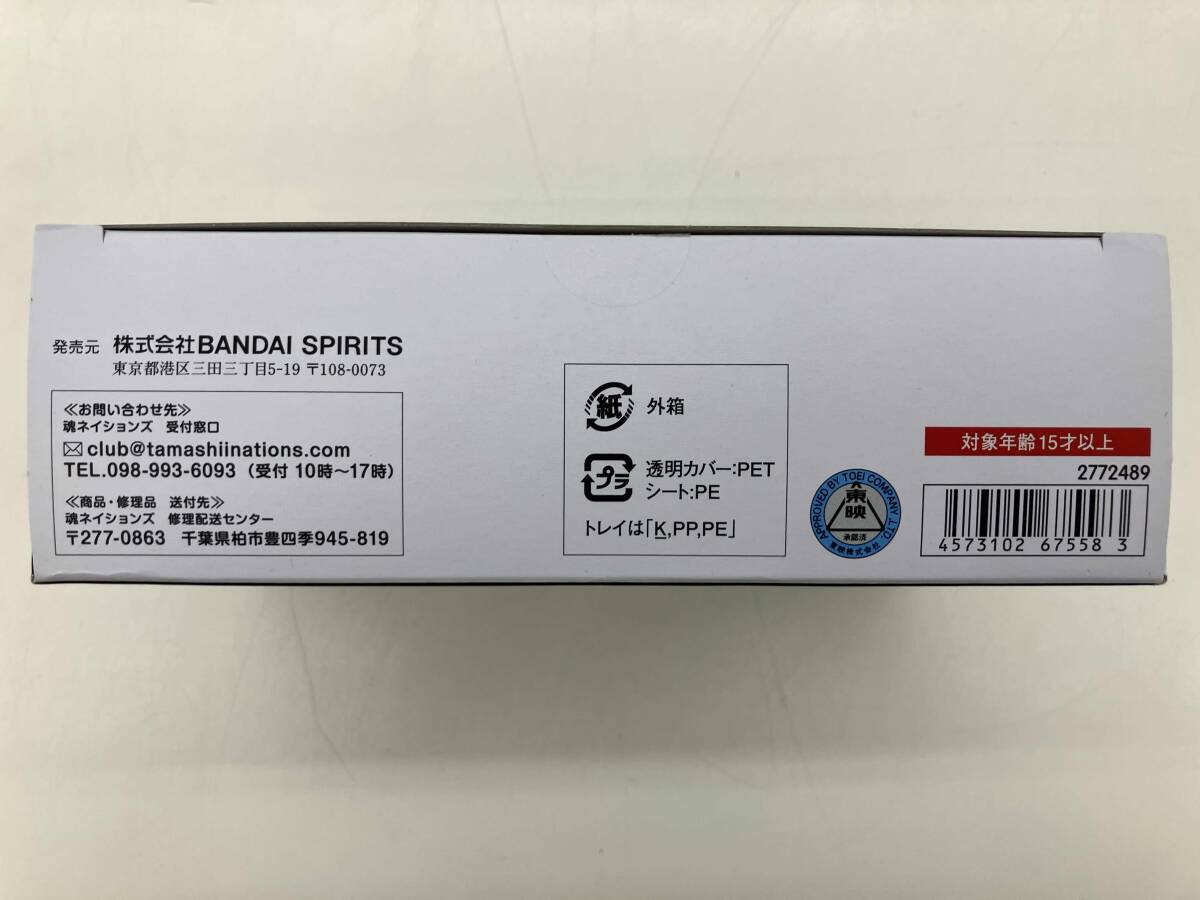 発売元 株式会社BANDAI SPIRITS
東京都港区三田三丁目5-19 〒108-0073
≪お問い合わせ先≫
魂ネイションズ 受付窓口
club@tamashiinations.com
TEL.098-993-6093 (受付 10時~17時)
≪商品・修理品 送付先≫
魂ネイションズ 修理配送センター
〒277-0863 千葉県柏市豊四季945-819
紙 外箱
プラ 透明カバー:PET
シート:PE
トレイは「K,PP,PE」
APPROVED BY TOEI COMPANY, LTD.
東映
承認済
東映株式会社
対象年齢15才以上
2772489
4573102 67558 3